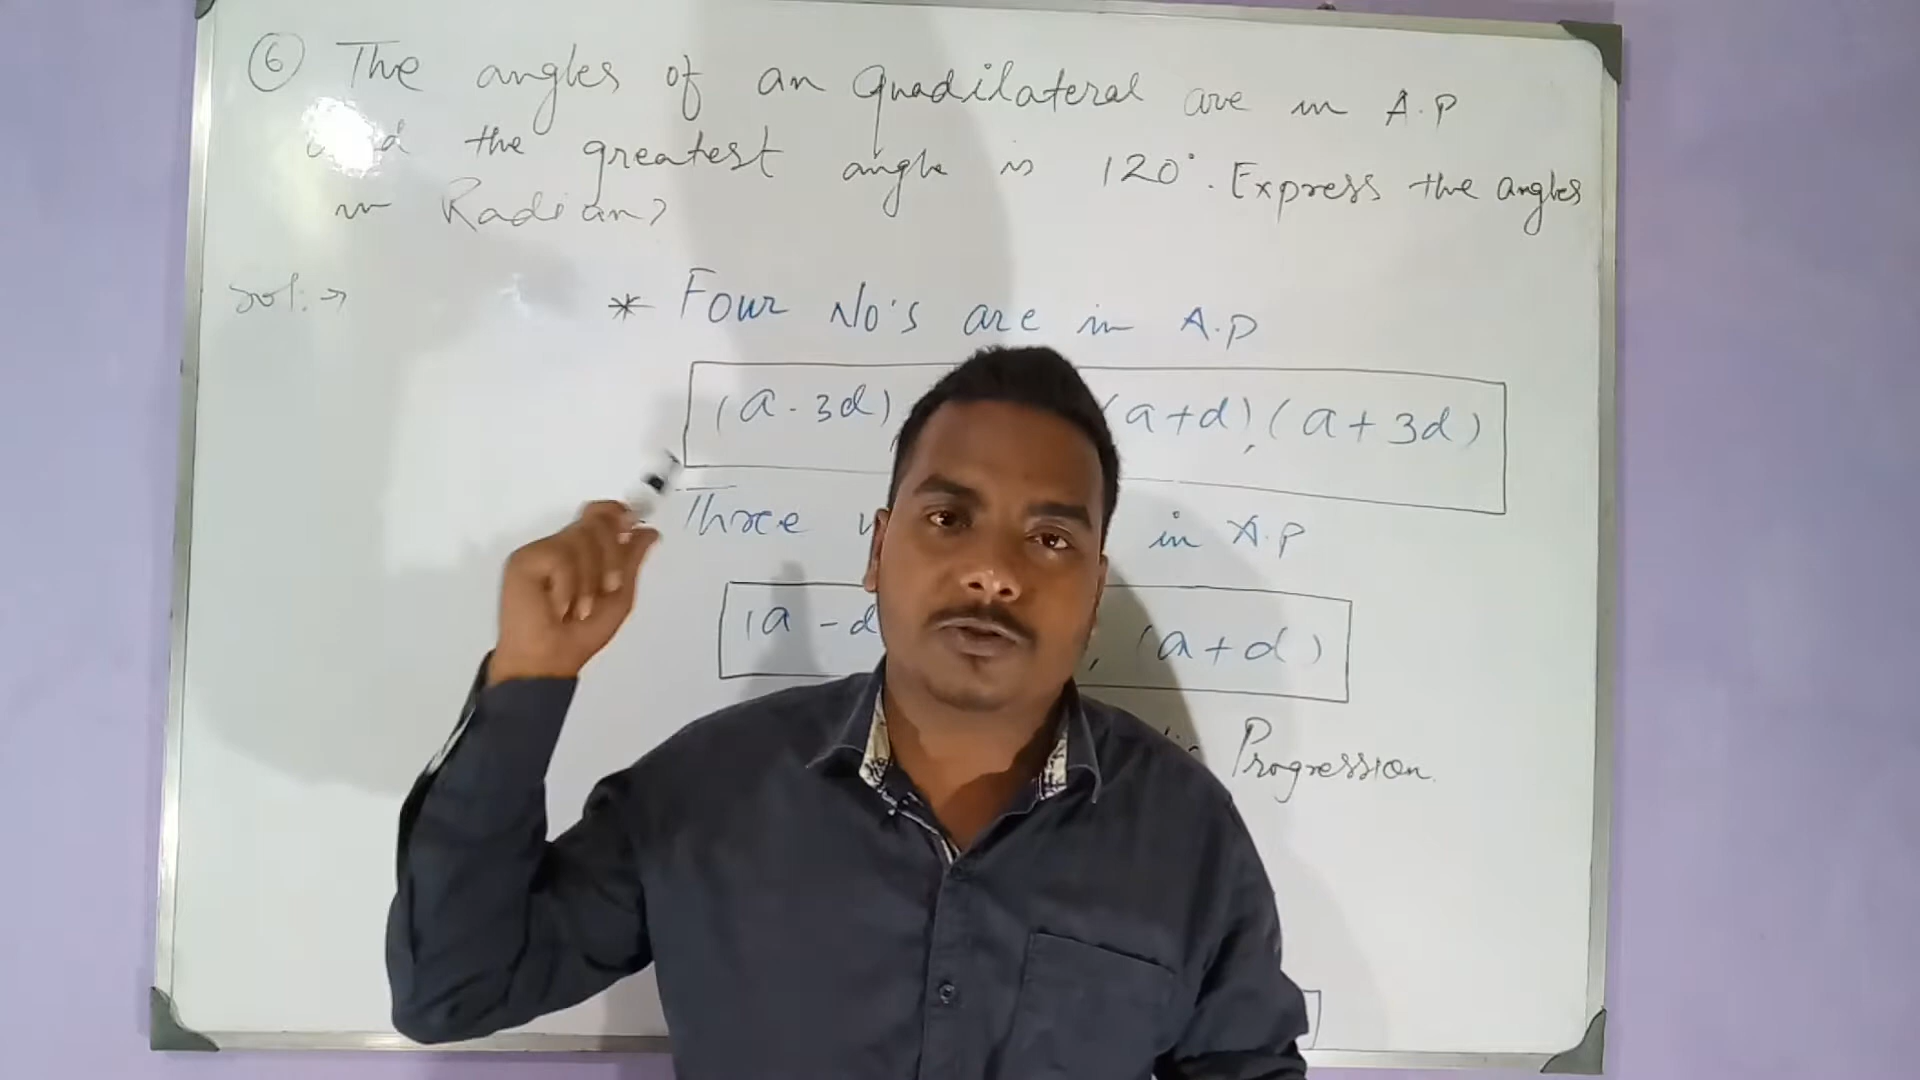 ⑥ The angles of an Quadilateral are in A.P
the greatest angle is 120°. Express the angles
in Radian?
Sol: →
* Four No's are in A.P
(a - 3d), (a + d), (a + 3d)
Three in A.P
(a - d , (a + d)
Progression.